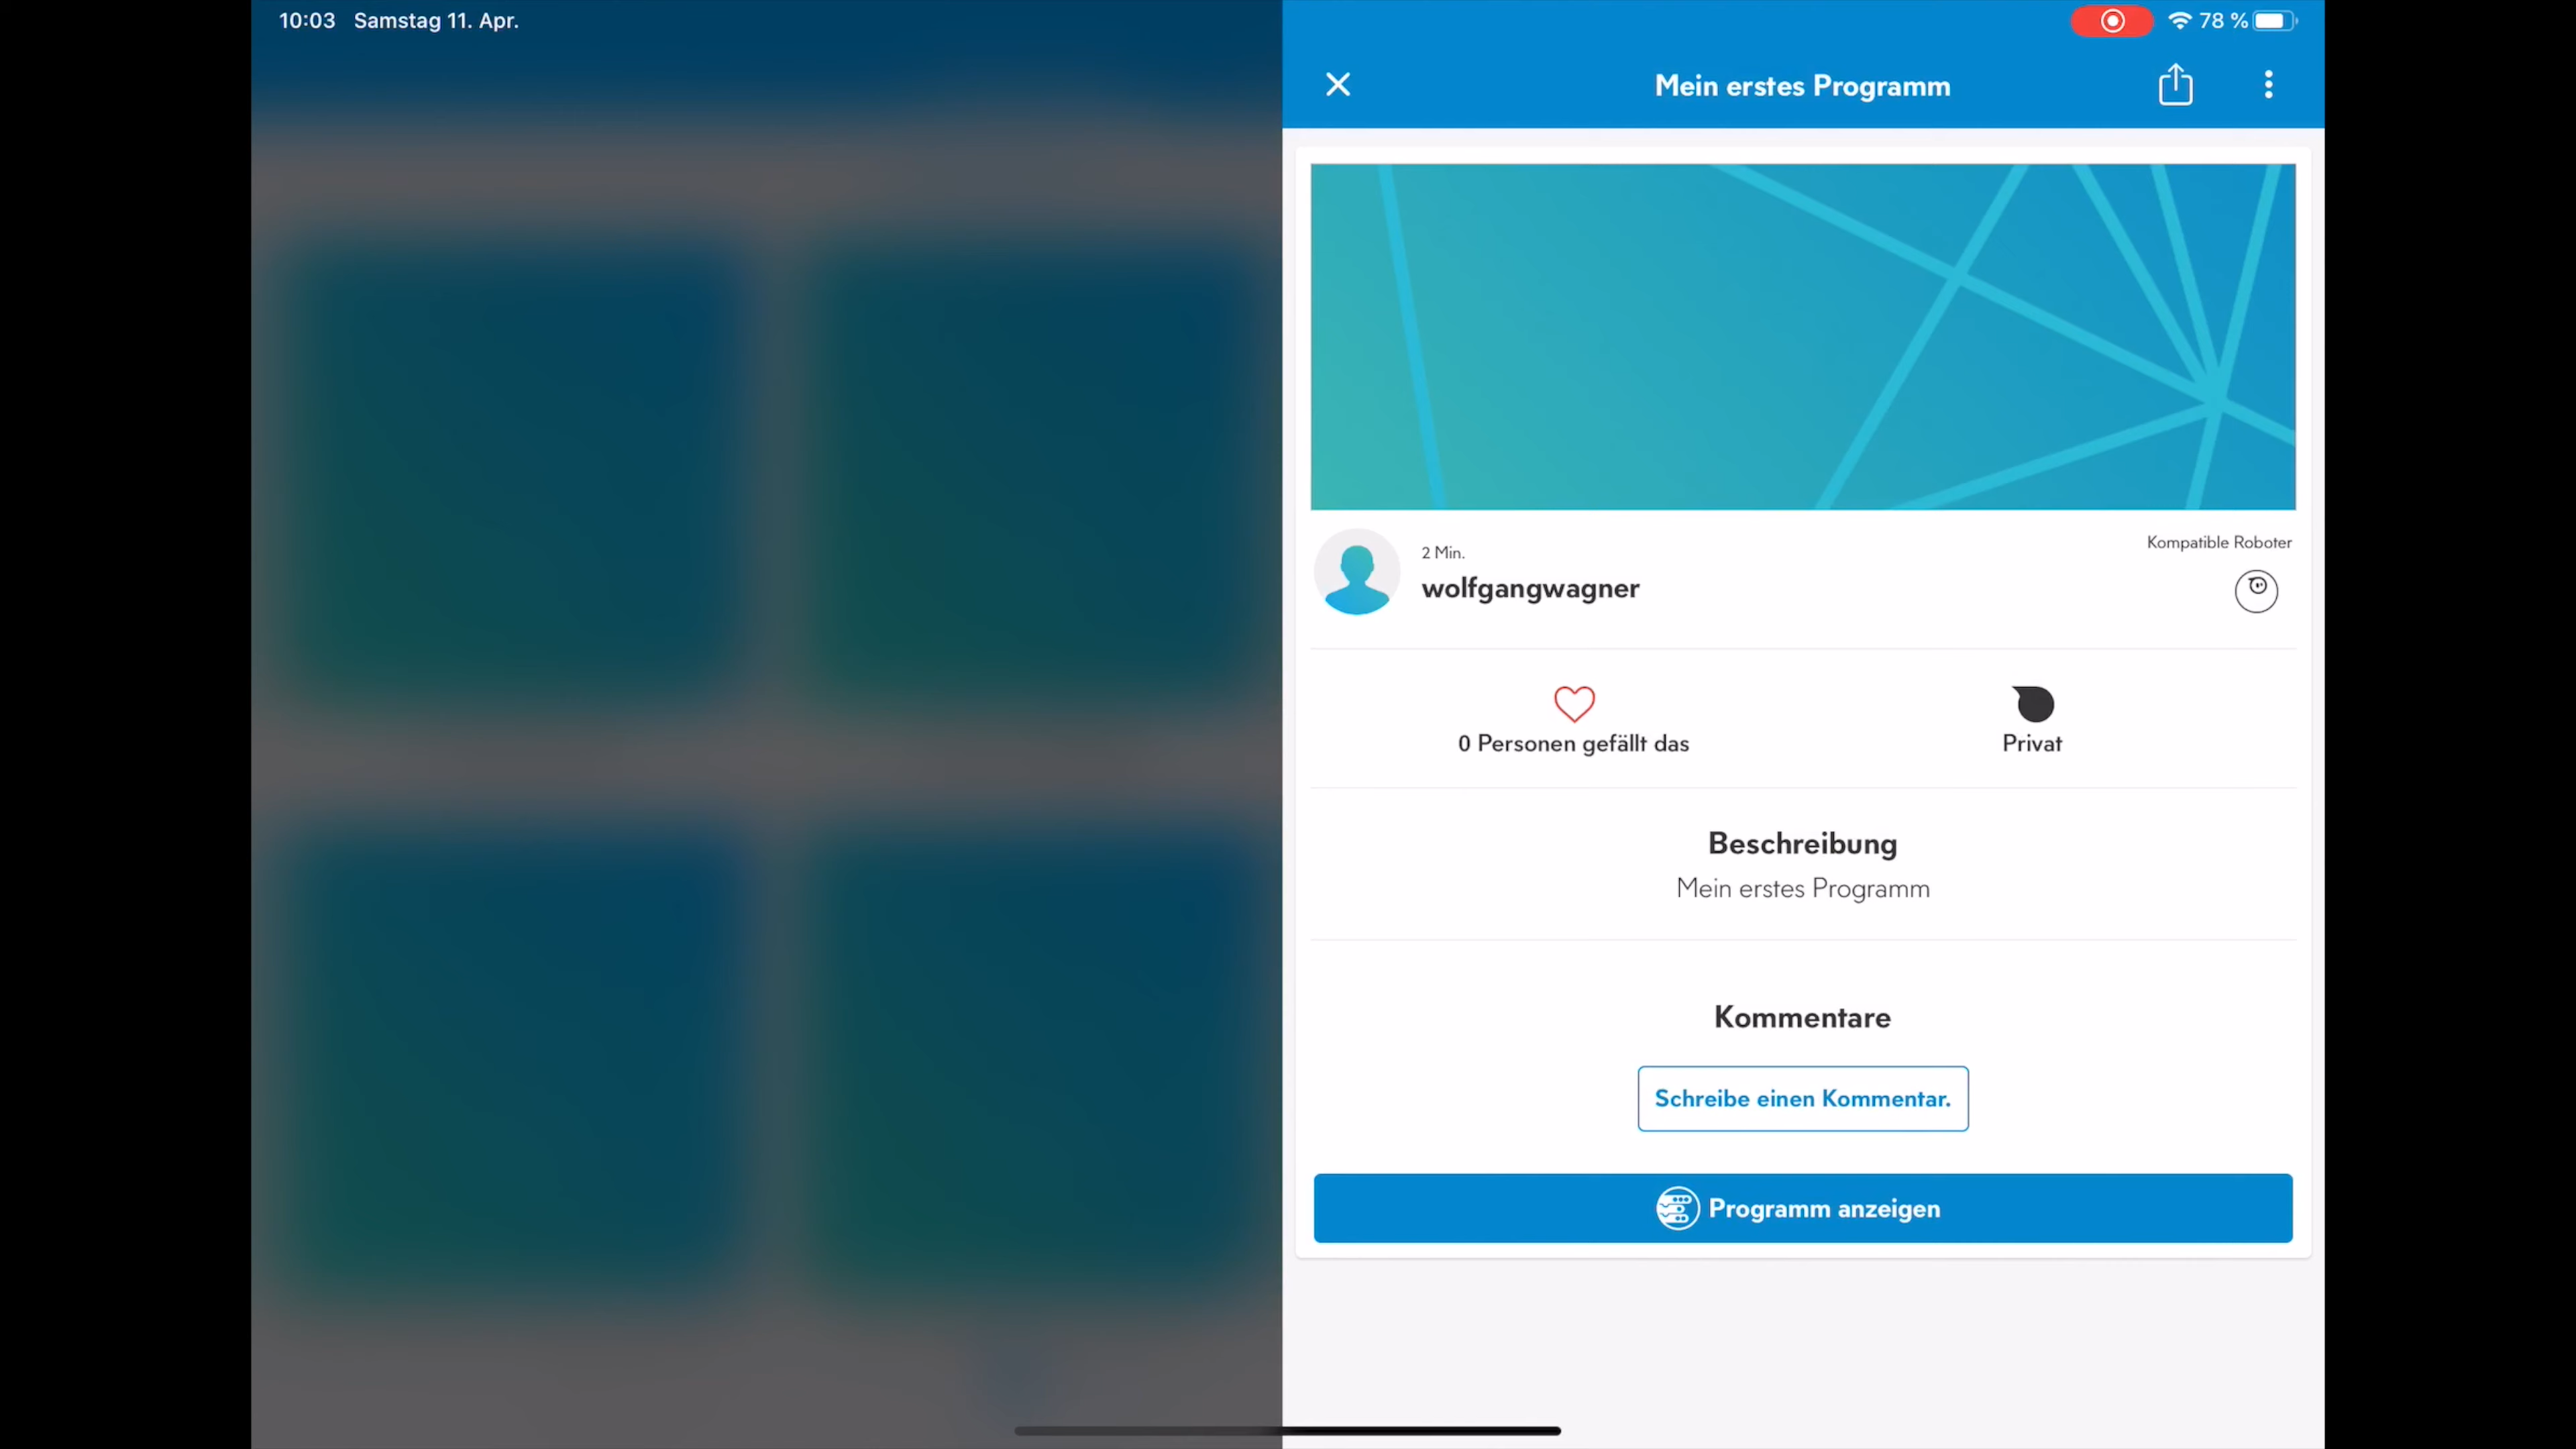 10:03 Samstag 11. Apr.
78 %
Mein erstes Programm
2 Min.
wolfgangwagner
Kompatible Roboter
0 Personen gefällt das
Privat
Beschreibung
Mein erstes Programm
Kommentare
Schreibe einen Kommentar.
Programm anzeigen